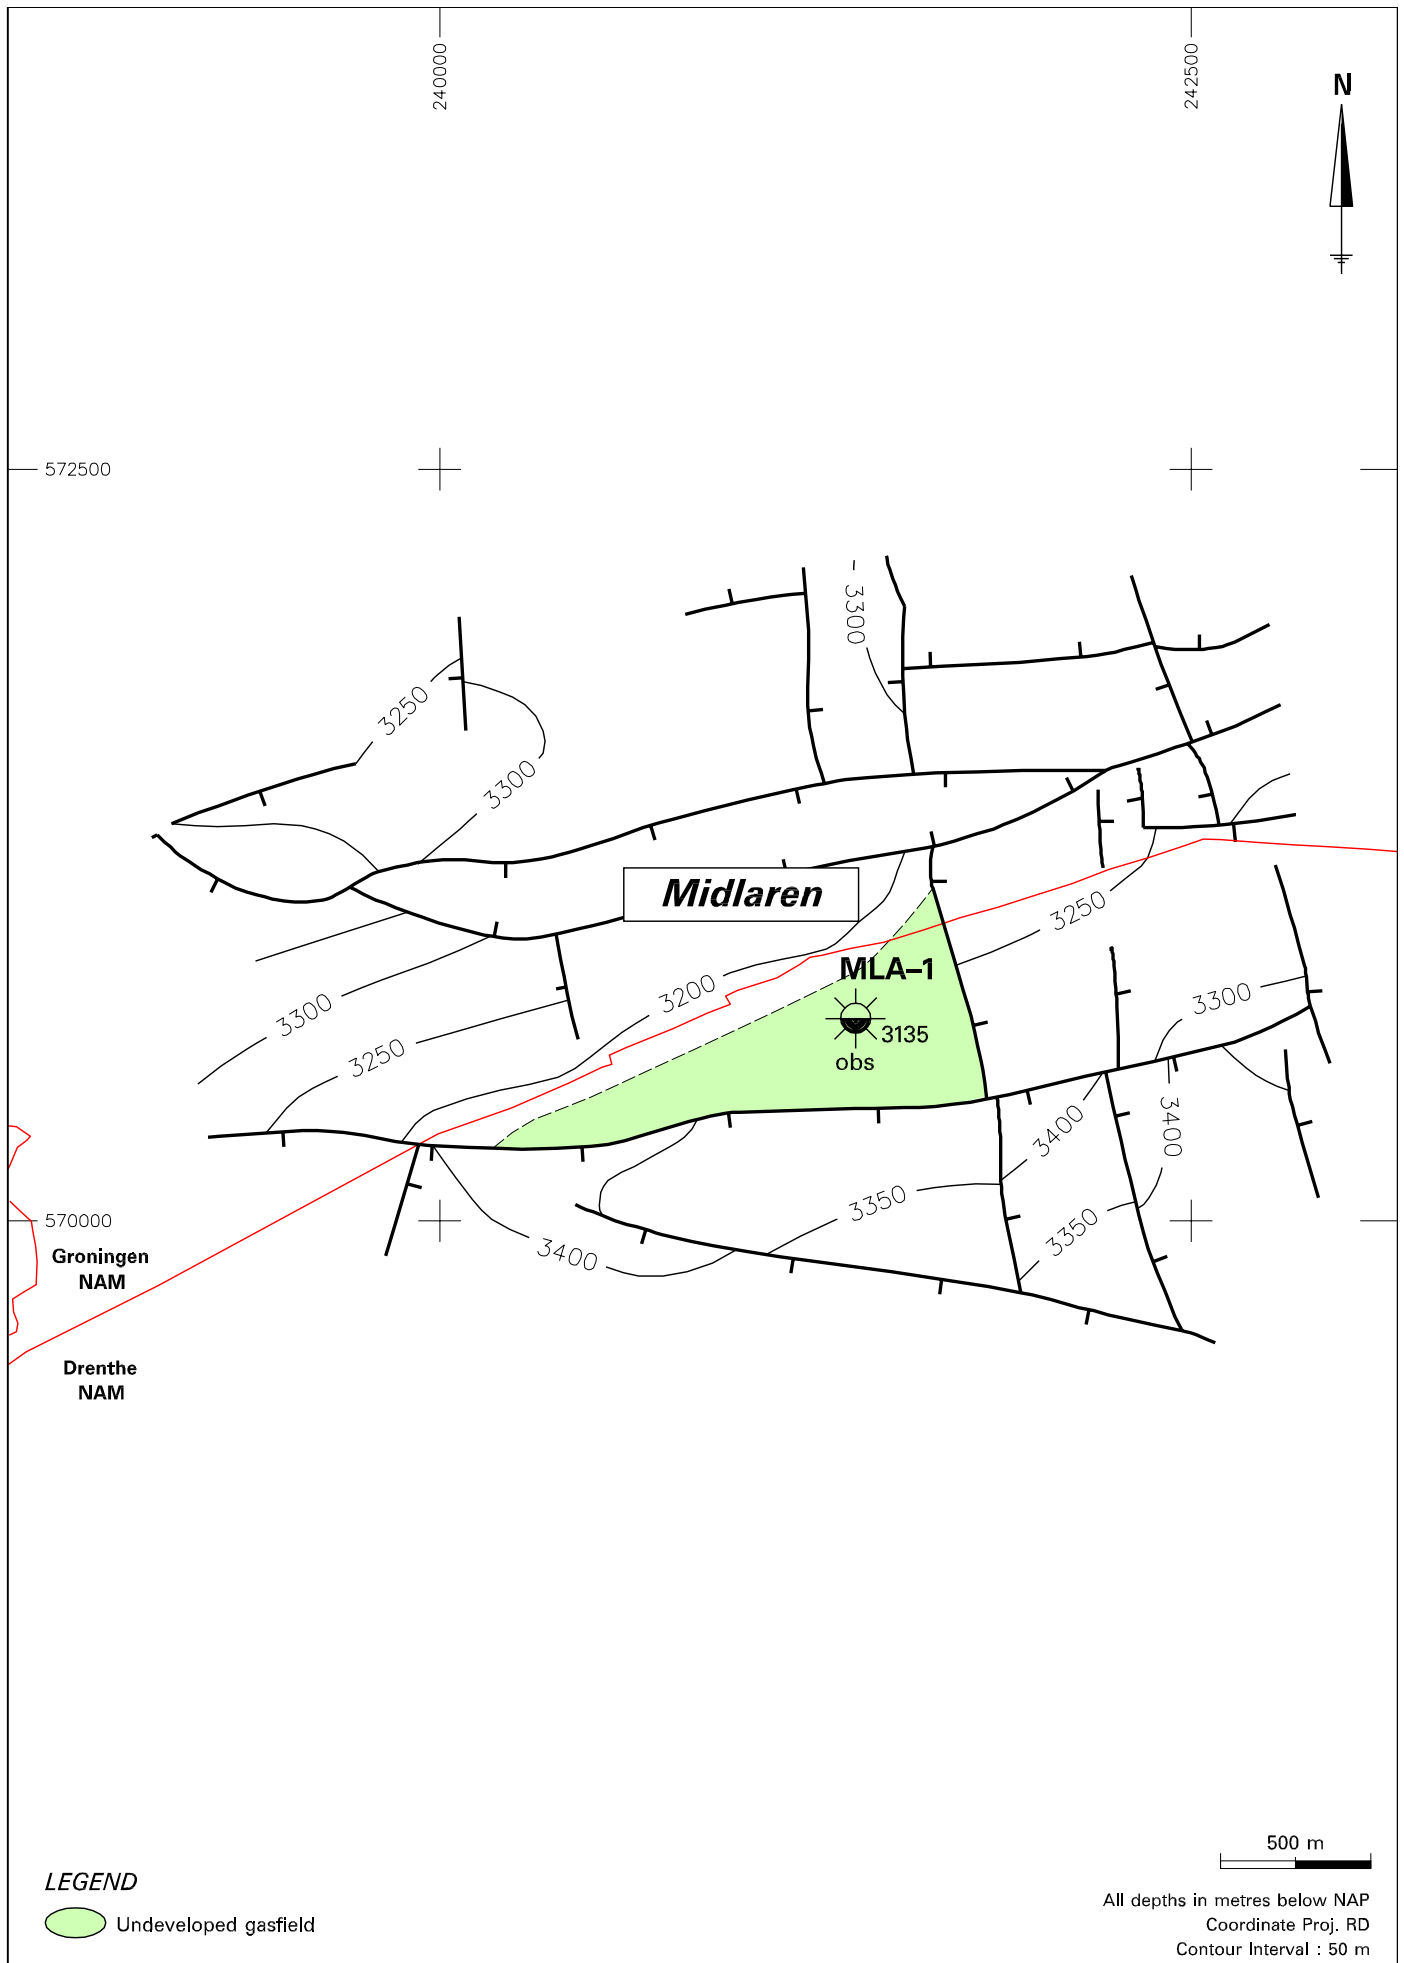 240000
242500
N
572500
3300
3250
3300
Midlaren
3250
MLA–1
3200
3300
3300
3135
3250
obs
3400
3400
3350
3350
3400
570000
Groningen
NAM
Drenthe
NAM
500 m
LEGEND
Undeveloped gasfield
All depths in metres below NAP
Coordinate Proj. RD
Contour Interval : 50 m